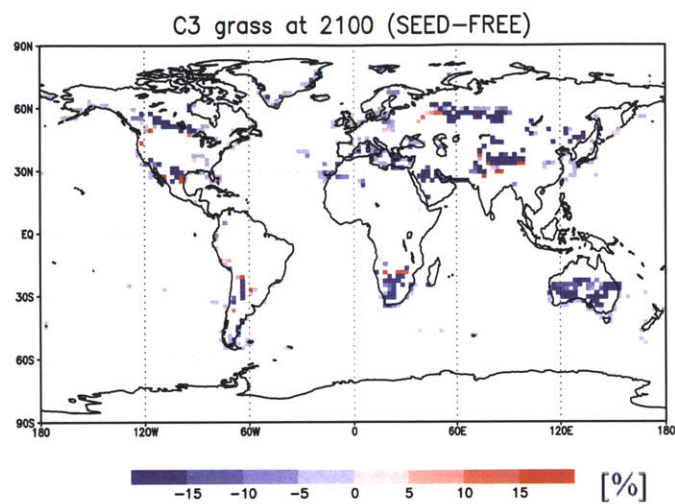 C3 grass at 2100 (SEED-FREE)
90N
60N
30N
EQ
30S
60S
90S
180 120W 60W 0 60E 120E 180
-15 -10 -5 0 5 10 15 [%]